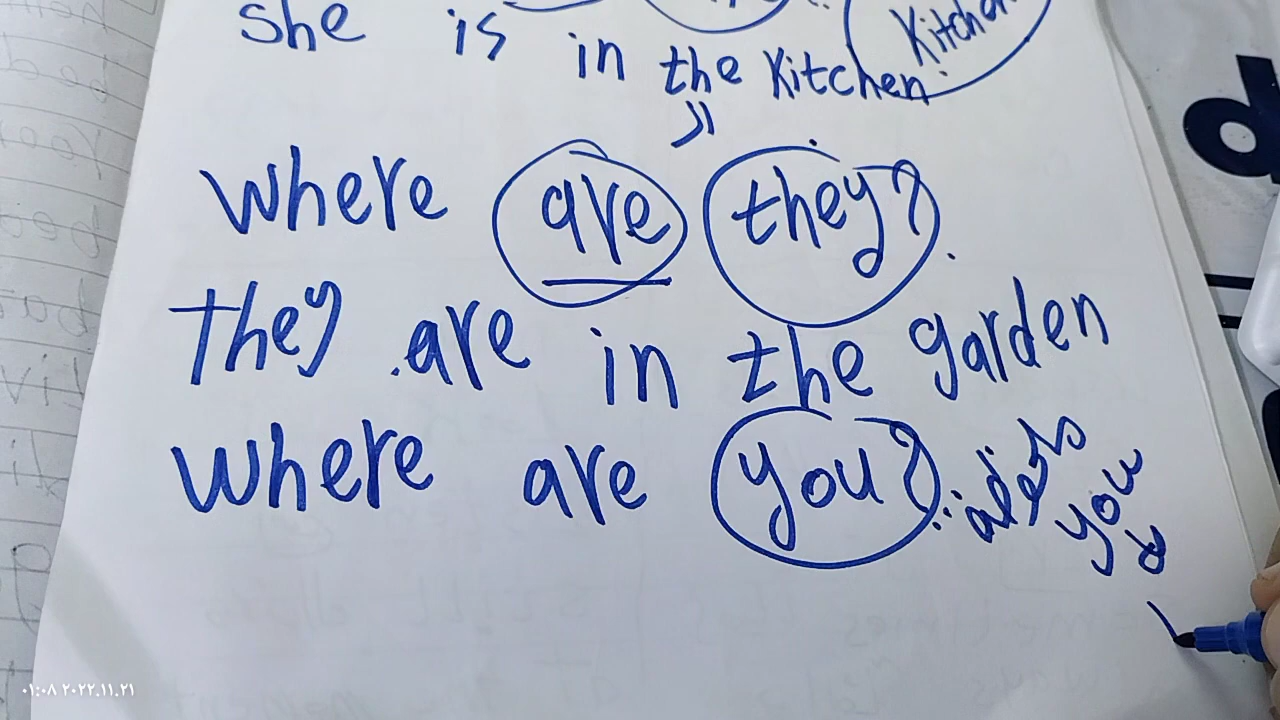 Kitchen
she is in the Kitchen.
where are they?
they are in the garden
where are you?
you
d
٠١:٠٨ ٢٠٢٢.١١.٢١